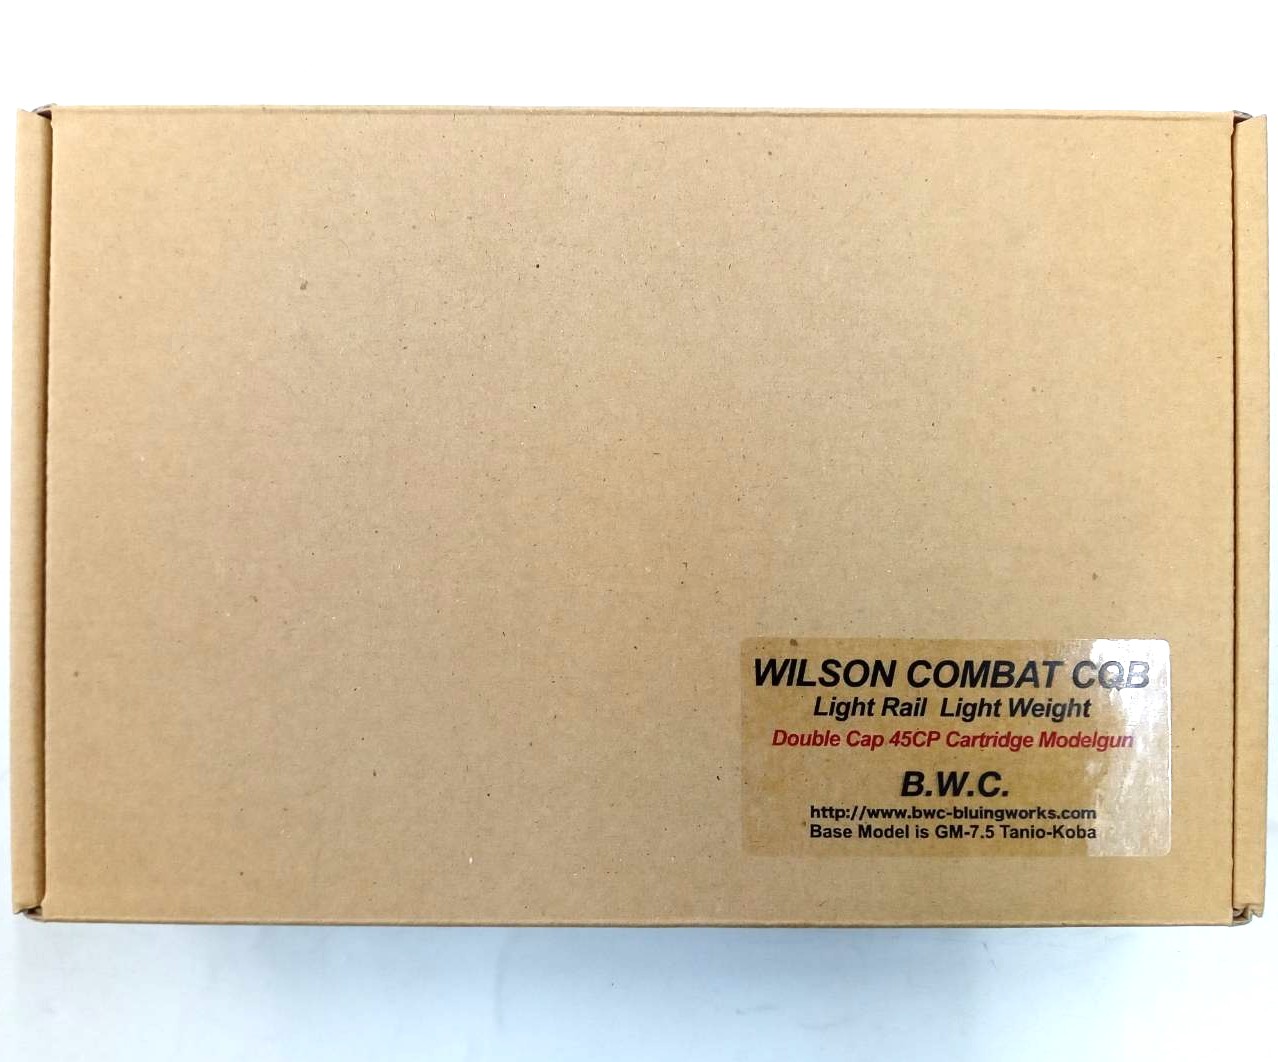 WILSON COMBAT CQB
Light Rail Light Weight
Double Cap 45CP Cartridge Modelgun
B.W.C.
http://www.bwc-bluingworks.com
Base Model is GM-7.5 Tanio-Koba